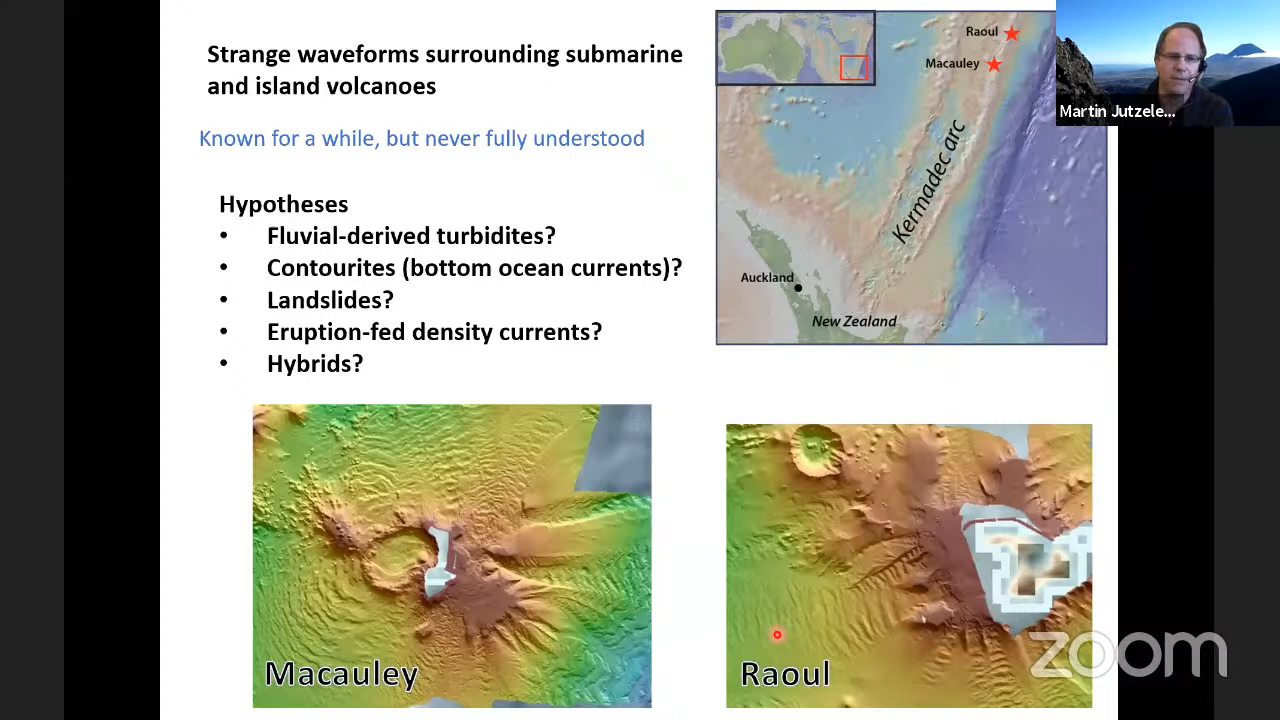 Strange waveforms surrounding submarine
and island volcanoes
Known for a while, but never fully understood
Hypotheses
• Fluvial-derived turbidites?
• Contourites (bottom ocean currents)?
• Landslides?
• Eruption-fed density currents?
• Hybrids?
Raoul
Macauley
Kermadec arc
Auckland
New Zealand
Martin Jutzele...
Macauley
Raoul
zoom